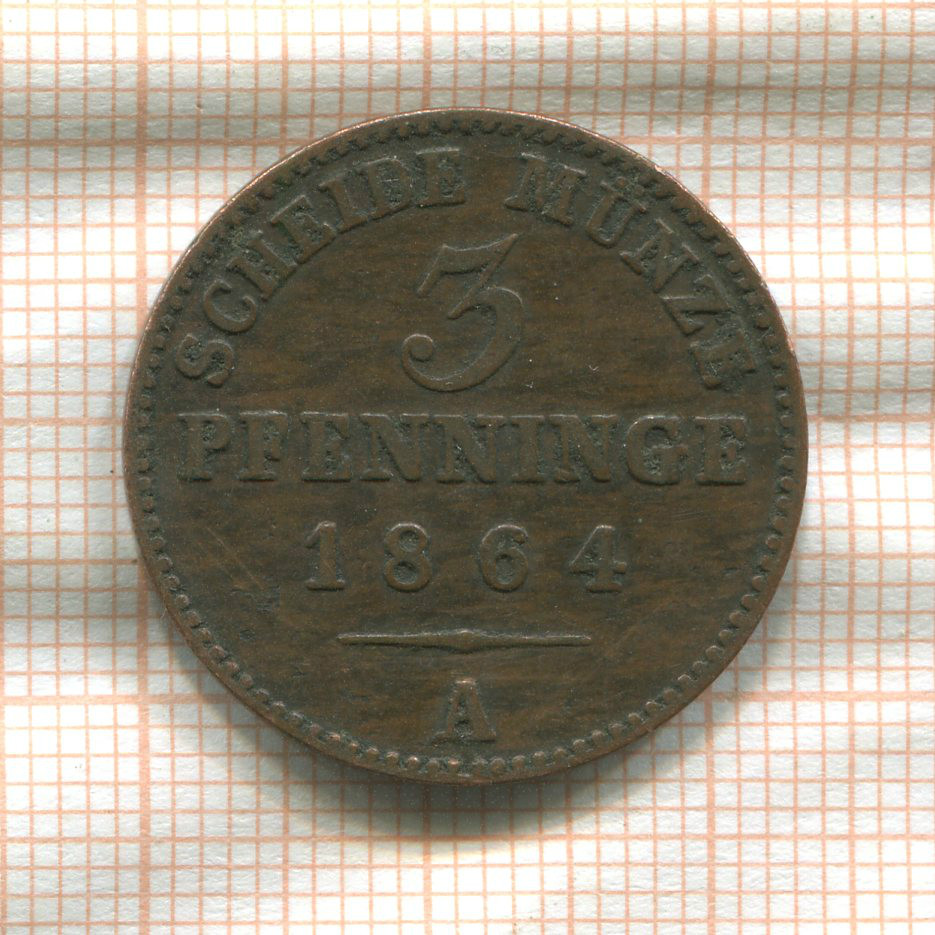 SCHEIDE MÜNZE
3
PFENNINGE
1864
A